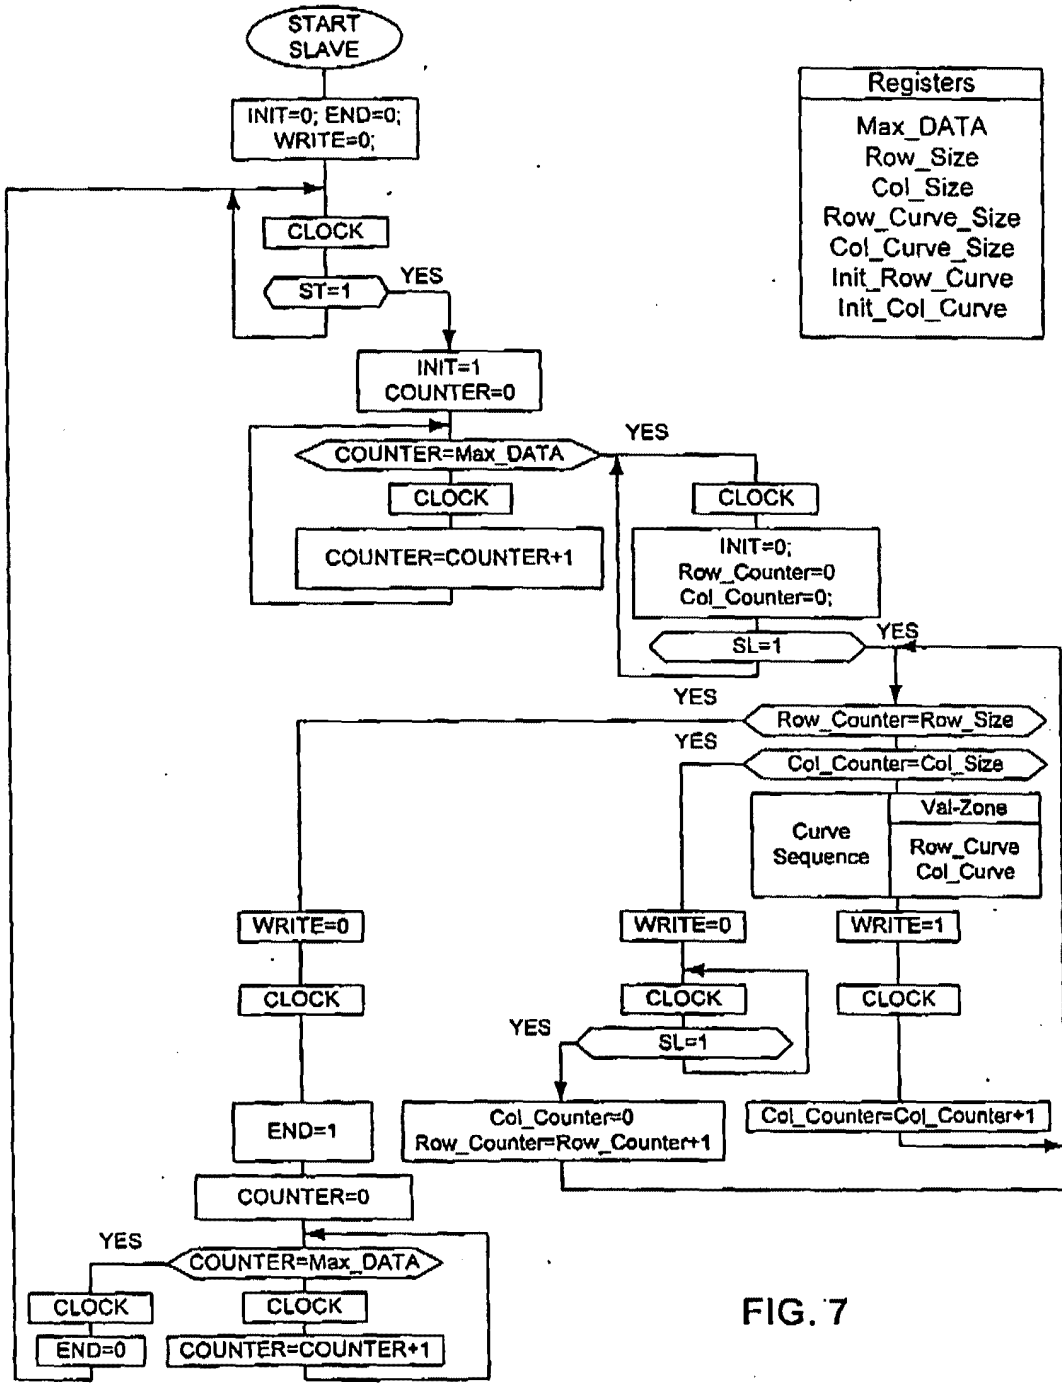 START
SLAVE
INIT=0; END=0;
WRITE=0;
CLOCK
ST=1
YES
INIT=1
COUNTER=0
COUNTER=Max_DATA
YES
CLOCK
COUNTER=COUNTER+1
CLOCK
INIT=0;
Row_Counter=0
Col_Counter=0;
SL=1
YES
Registers
Max_DATA
Row_Size
Col_Size
Row_Curve_Size
Col_Curve_Size
Init_Row_Curve
Init_Col_Curve
YES
Row_Counter=Row_Size
YES
Col_Counter=Col_Size
Curve
Sequence
Val-Zone
Row_Curve
Col_Curve
WRITE=0
WRITE=0
WRITE=1
CLOCK
CLOCK
CLOCK
YES
SL=1
END=1
Col_Counter=0
Row_Counter=Row_Counter+1
Col_Counter=Col_Counter+1
COUNTER=0
YES
COUNTER=Max_DATA
CLOCK
CLOCK
END=0
COUNTER=COUNTER+1
FIG. 7